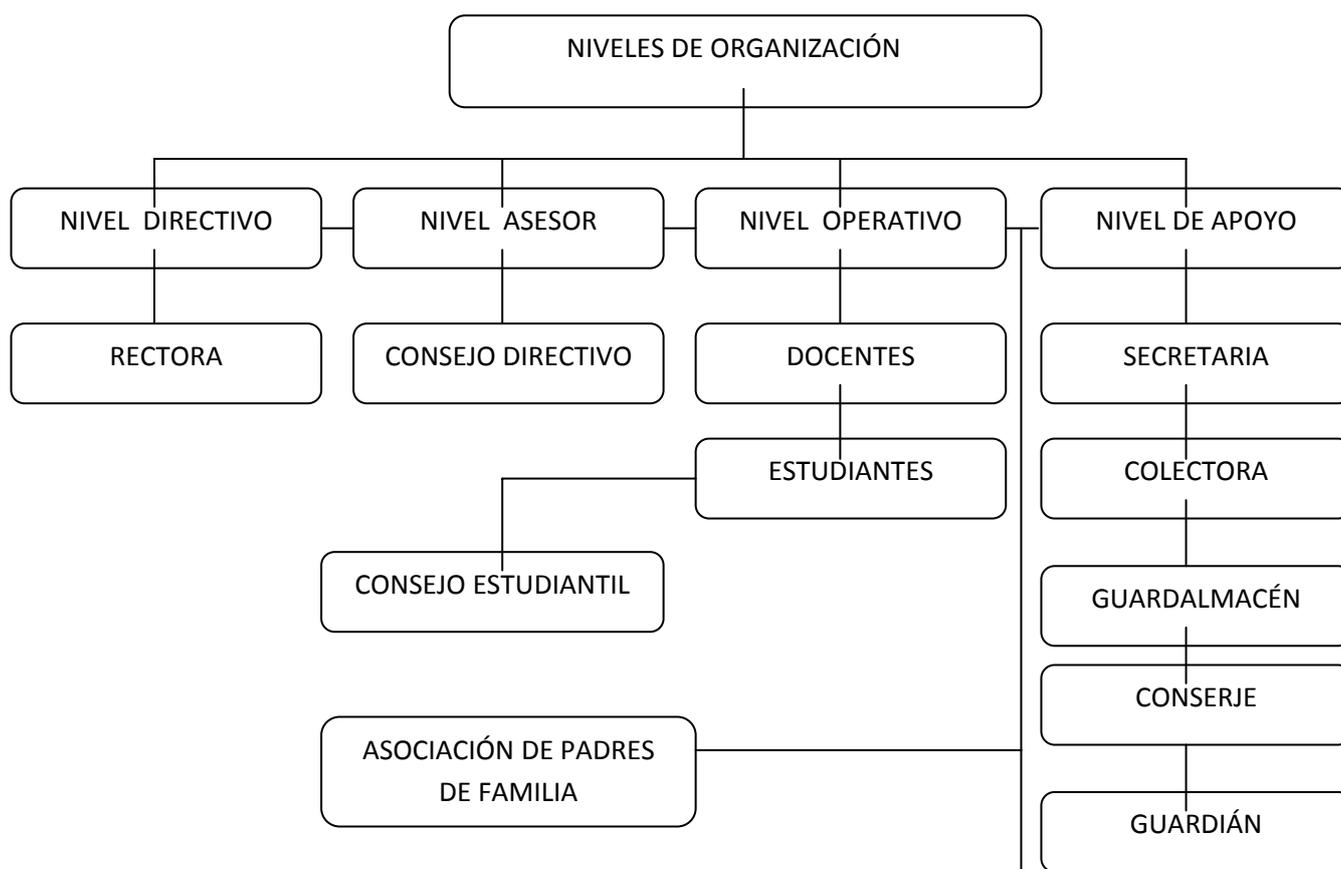 NIVELES DE ORGANIZACIÓN
NIVEL DIRECTIVO
NIVEL ASESOR
NIVEL OPERATIVO
NIVEL DE APOYO
RECTORA
CONSEJO DIRECTIVO
DOCENTES
SECRETARIA
ESTUDIANTES
COLECTORA
CONSEJO ESTUDIANTIL
GUARDALMACÉN
CONSERJE
ASOCIACIÓN DE PADRES
DE FAMILIA
GUARDIÁN